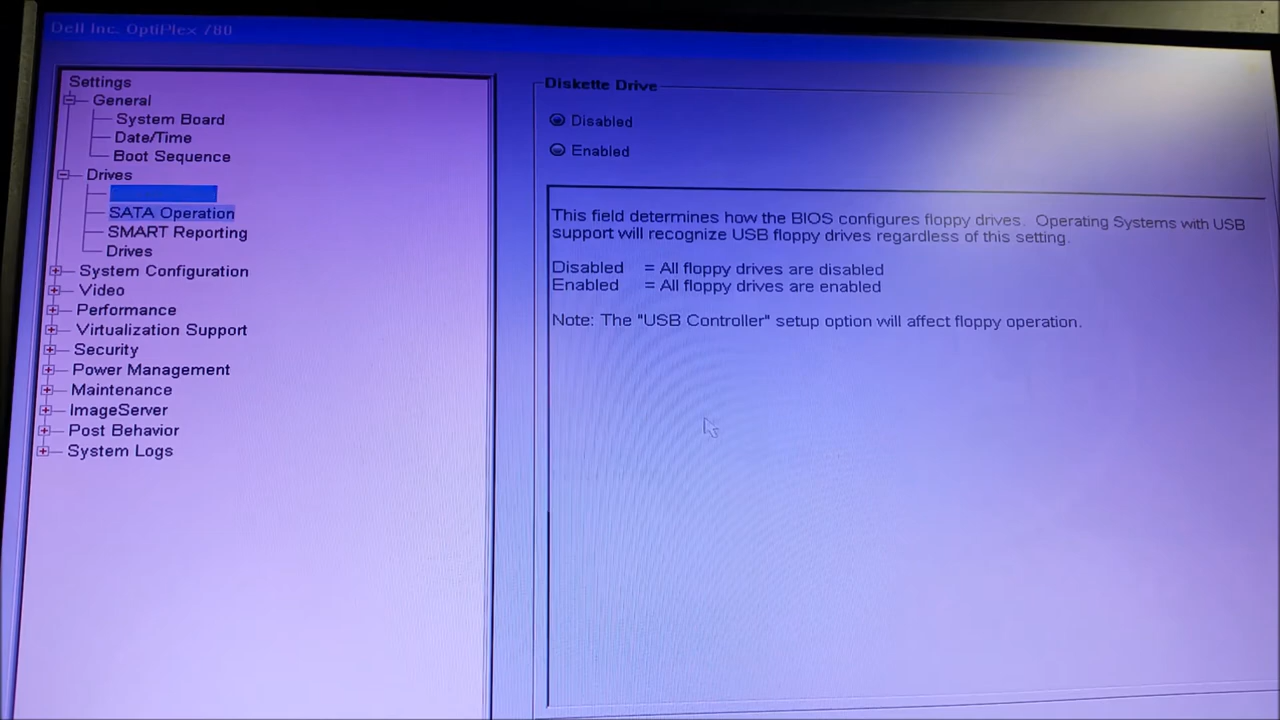 Dell Inc. OptiPlex 780
Settings
General
System Board
Date/Time
Boot Sequence
Drives
SATA Operation
SMART Reporting
Drives
System Configuration
Video
Performance
Virtualization Support
Security
Power Management
Maintenance
ImageServer
Post Behavior
System Logs
Diskette Drive
Disabled
Enabled
This field determines how the BIOS configures floppy drives. Operating Systems with USB
support will recognize USB floppy drives regardless of this setting.
Disabled = All floppy drives are disabled
Enabled = All floppy drives are enabled
Note: The "USB Controller" setup option will affect floppy operation.